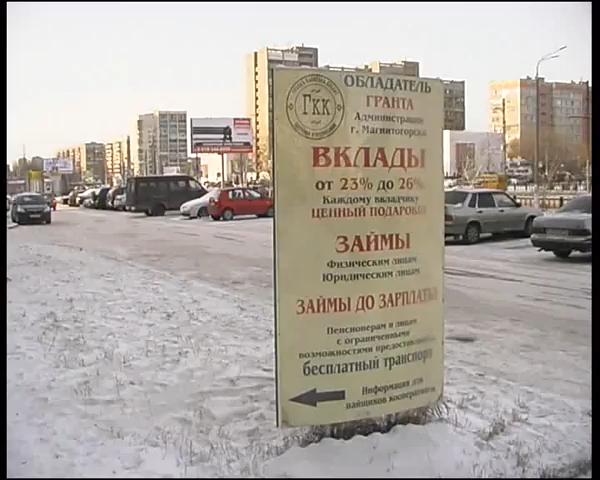 ГКК
ОБЛАДАТЕЛЬ
ГРАНТА
Администрации
г. Магнитогорска
ВКЛАДЫ
от 23% до 26%
Каждому вкладчику
ЦЕННЫЙ ПОДАРОК!
ЗАЙМЫ
Физическим лицам
Юридическим лицам
ЗАЙМЫ ДО ЗАРПЛАТЫ
Пенсионерам и лицам
с ограниченными
возможностями предоставляется
бесплатный транспорт
Информация для
пайщиков кооператива